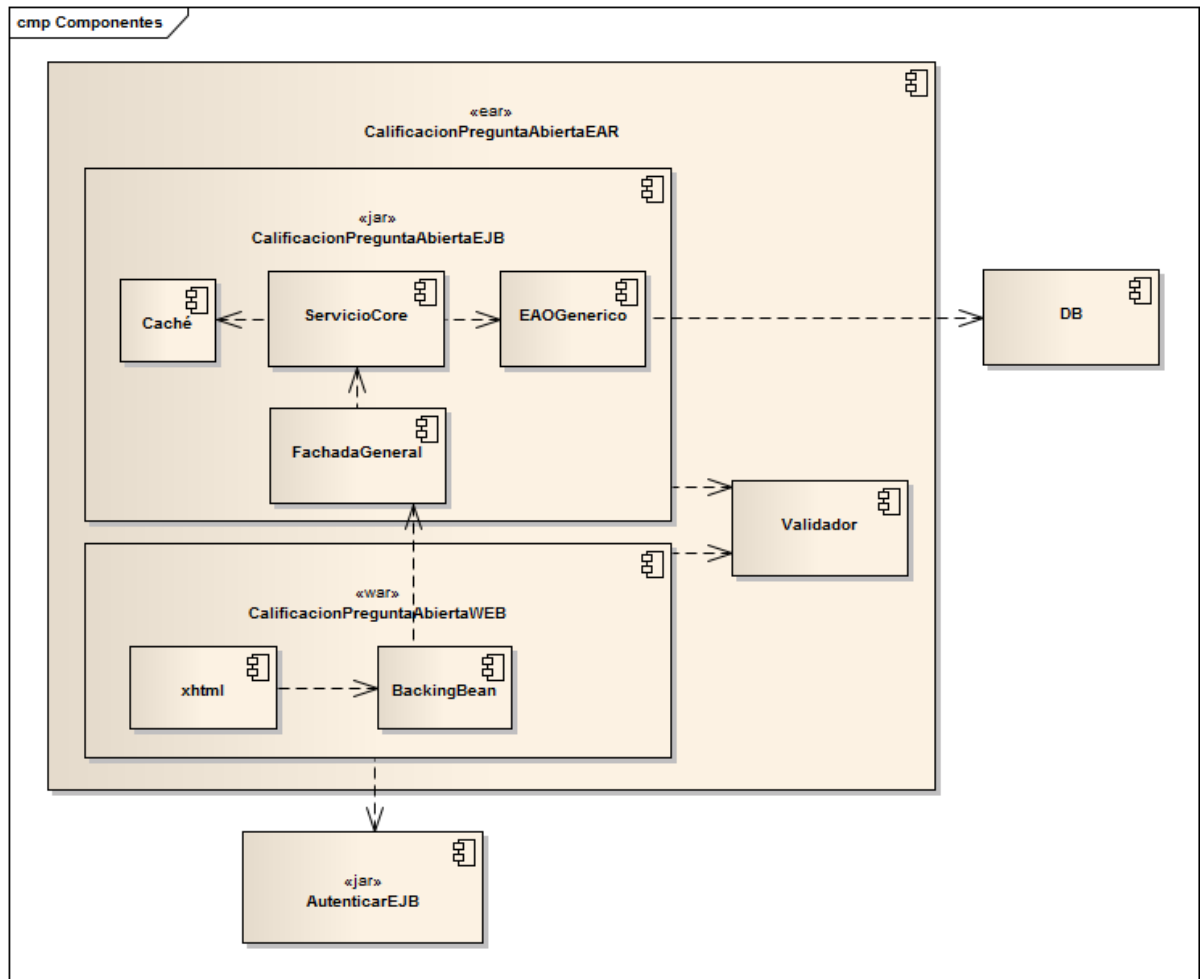 cmp Componentes
«ear»
CalificacionPreguntaAbiertaEAR
«jar»
CalificacionPreguntaAbiertaEJB
Caché
ServicioCore
EAOGenerico
DB
FachadaGeneral
Validador
«war»
CalificacionPreguntaAbiertaWEB
xhtml
BackingBean
«jar»
AutenticarEJB